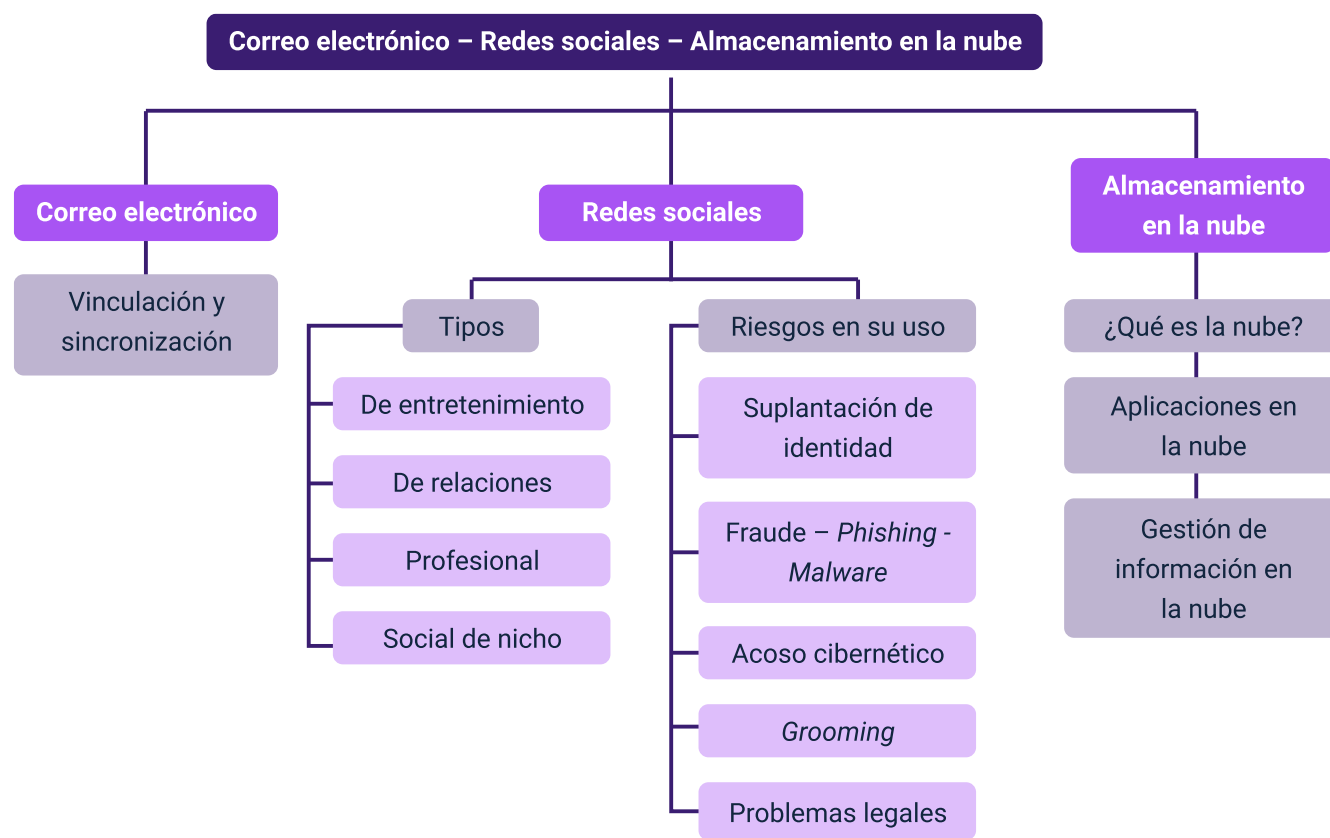 Correo electrónico – Redes sociales – Almacenamiento en la nube
Correo electrónico
Vinculación y
sincronización
Redes sociales
Tipos
De entretenimiento
De relaciones
Profesional
Social de nicho
Riesgos en su uso
Suplantación de
identidad
Fraude – Phishing -
Malware
Acoso cibernético
Grooming
Problemas legales
Almacenamiento
en la nube
¿Qué es la nube?
Aplicaciones en
la nube
Gestión de
información en
la nube